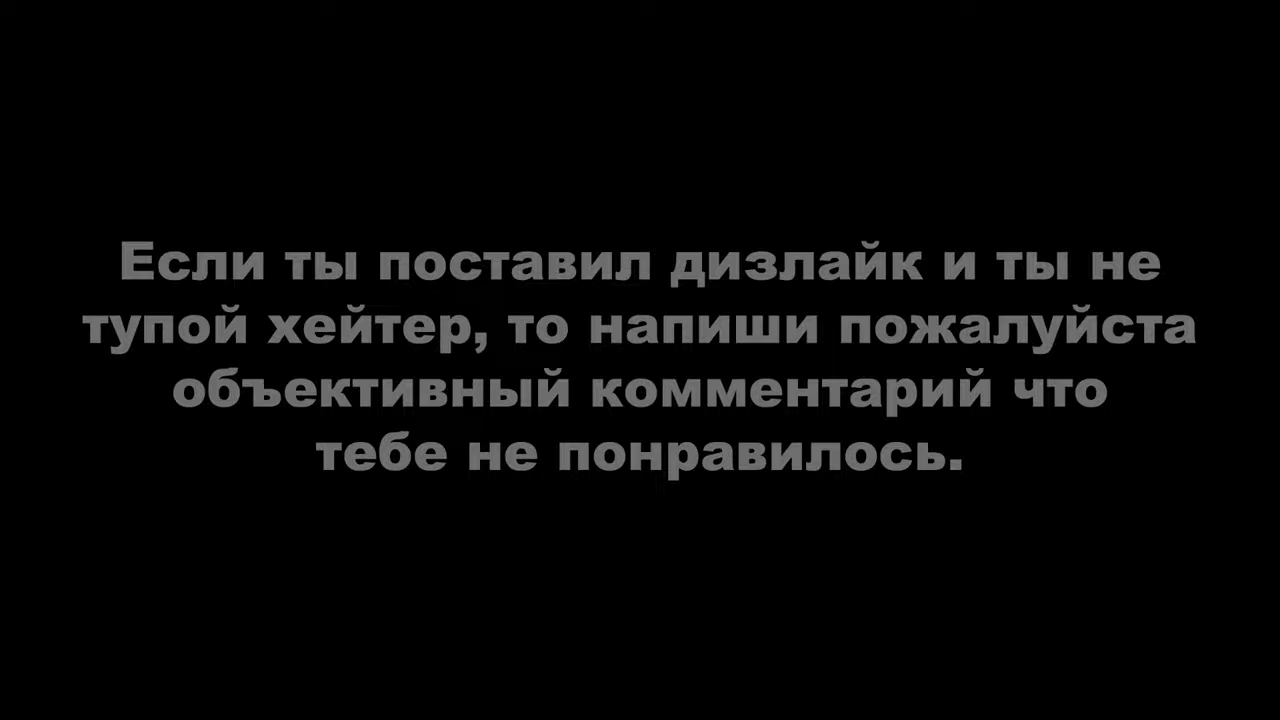 Если ты поставил дизлайк и ты не
тупой хейтер, то напиши пожалуйста
объективный комментарий что
тебе не понравилось.